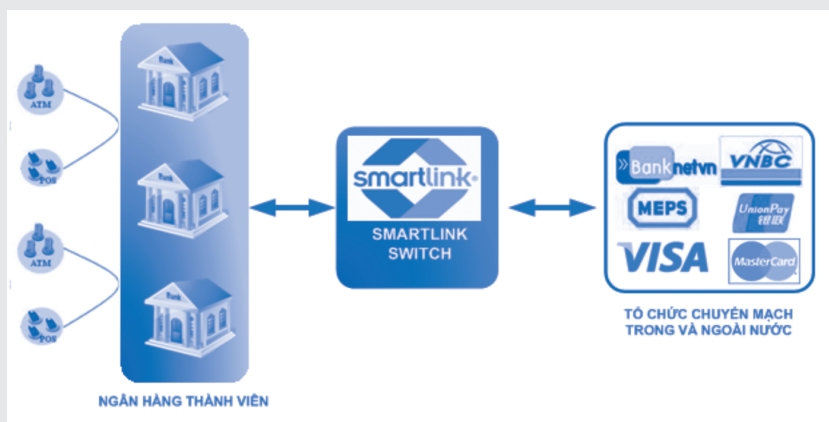 ATM
POS
ATM
POS
Bank
Bank
Bank
NGÂN HÀNG THÀNH VIÊN
smartlink
SMARTLINK
SWITCH
»Banknetvn
VNBC
MEPS
UnionPay
银联
VISA
MasterCard
TỔ CHỨC CHUYỂN MẠCH
TRONG VÀ NGOÀI NƯỚC